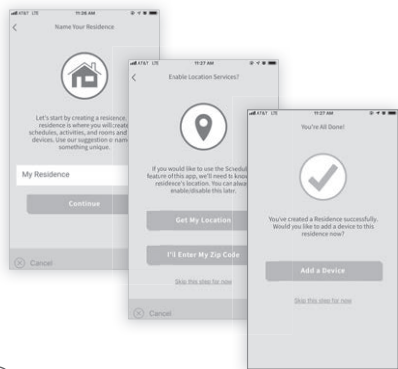 AT&T LTE 11:26 AM
Name Your Residence
Let's start by creating a residence.
residence is where you will create
schedules, activities, and rooms and
devices. Use our suggestion or name
something unique.
My Residence
Continue
Cancel
AT&T LTE 11:27 AM
Enable Location Services?
If you would like to use the Schedul
feature of this app, we'll need to know
residence's location. You can alway
enable/disable this later.
Get My Location
I'll Enter My Zip Code
Skip this step for now
Cancel
AT&T LTE 11:27 AM
You're All Done!
You've created a Residence successfully.
Would you like to add a device to this
residence now?
Add a Device
Skip this step for now